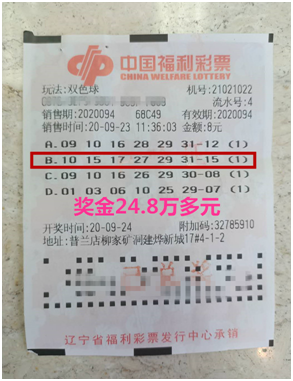 中国福利彩票
CHINA WELFARE LOTTERY
玩法:双色球 机号:21021022
流水号:4
销售期:2020094 68C49 有效期:2020094
销售时间:20-09-23 11:36:03 金额:8元
A.09 10 16 28 29 31-12 (1)
B.10 15 17 27 29 31-15 (1)
C.09 10 16 26 29 30-08 (1)
D.01 03 06 10 25 29-07 (1)
奖金24.8万多元
开奖时间:20-09-24 附加码:32785910
地址:普兰店柳家矿洞建烨新城17#4-1-2
已兑奖
辽宁省福利彩票发行中心承销